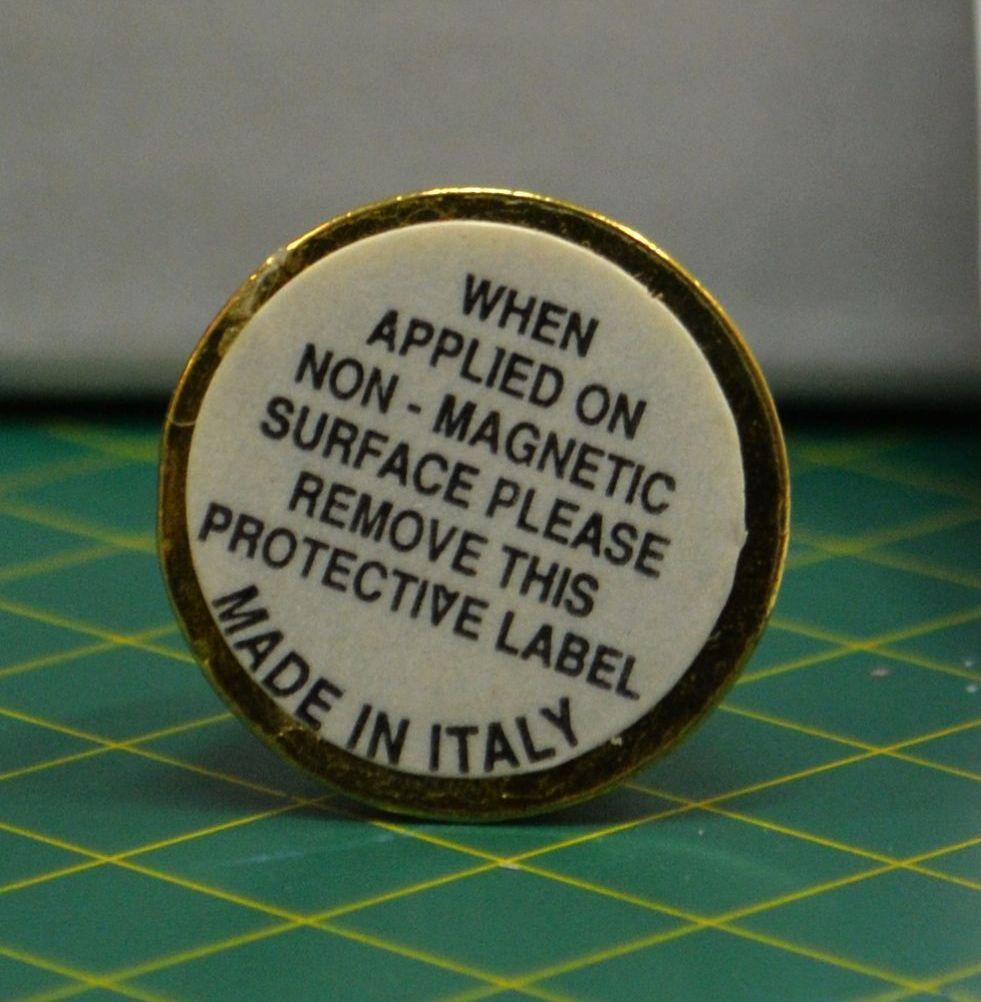 WHEN
APPLIED ON
NON - MAGNETIC
SURFACE PLEASE
REMOVE THIS
PROTECTIVE LABEL
MADE IN ITALY